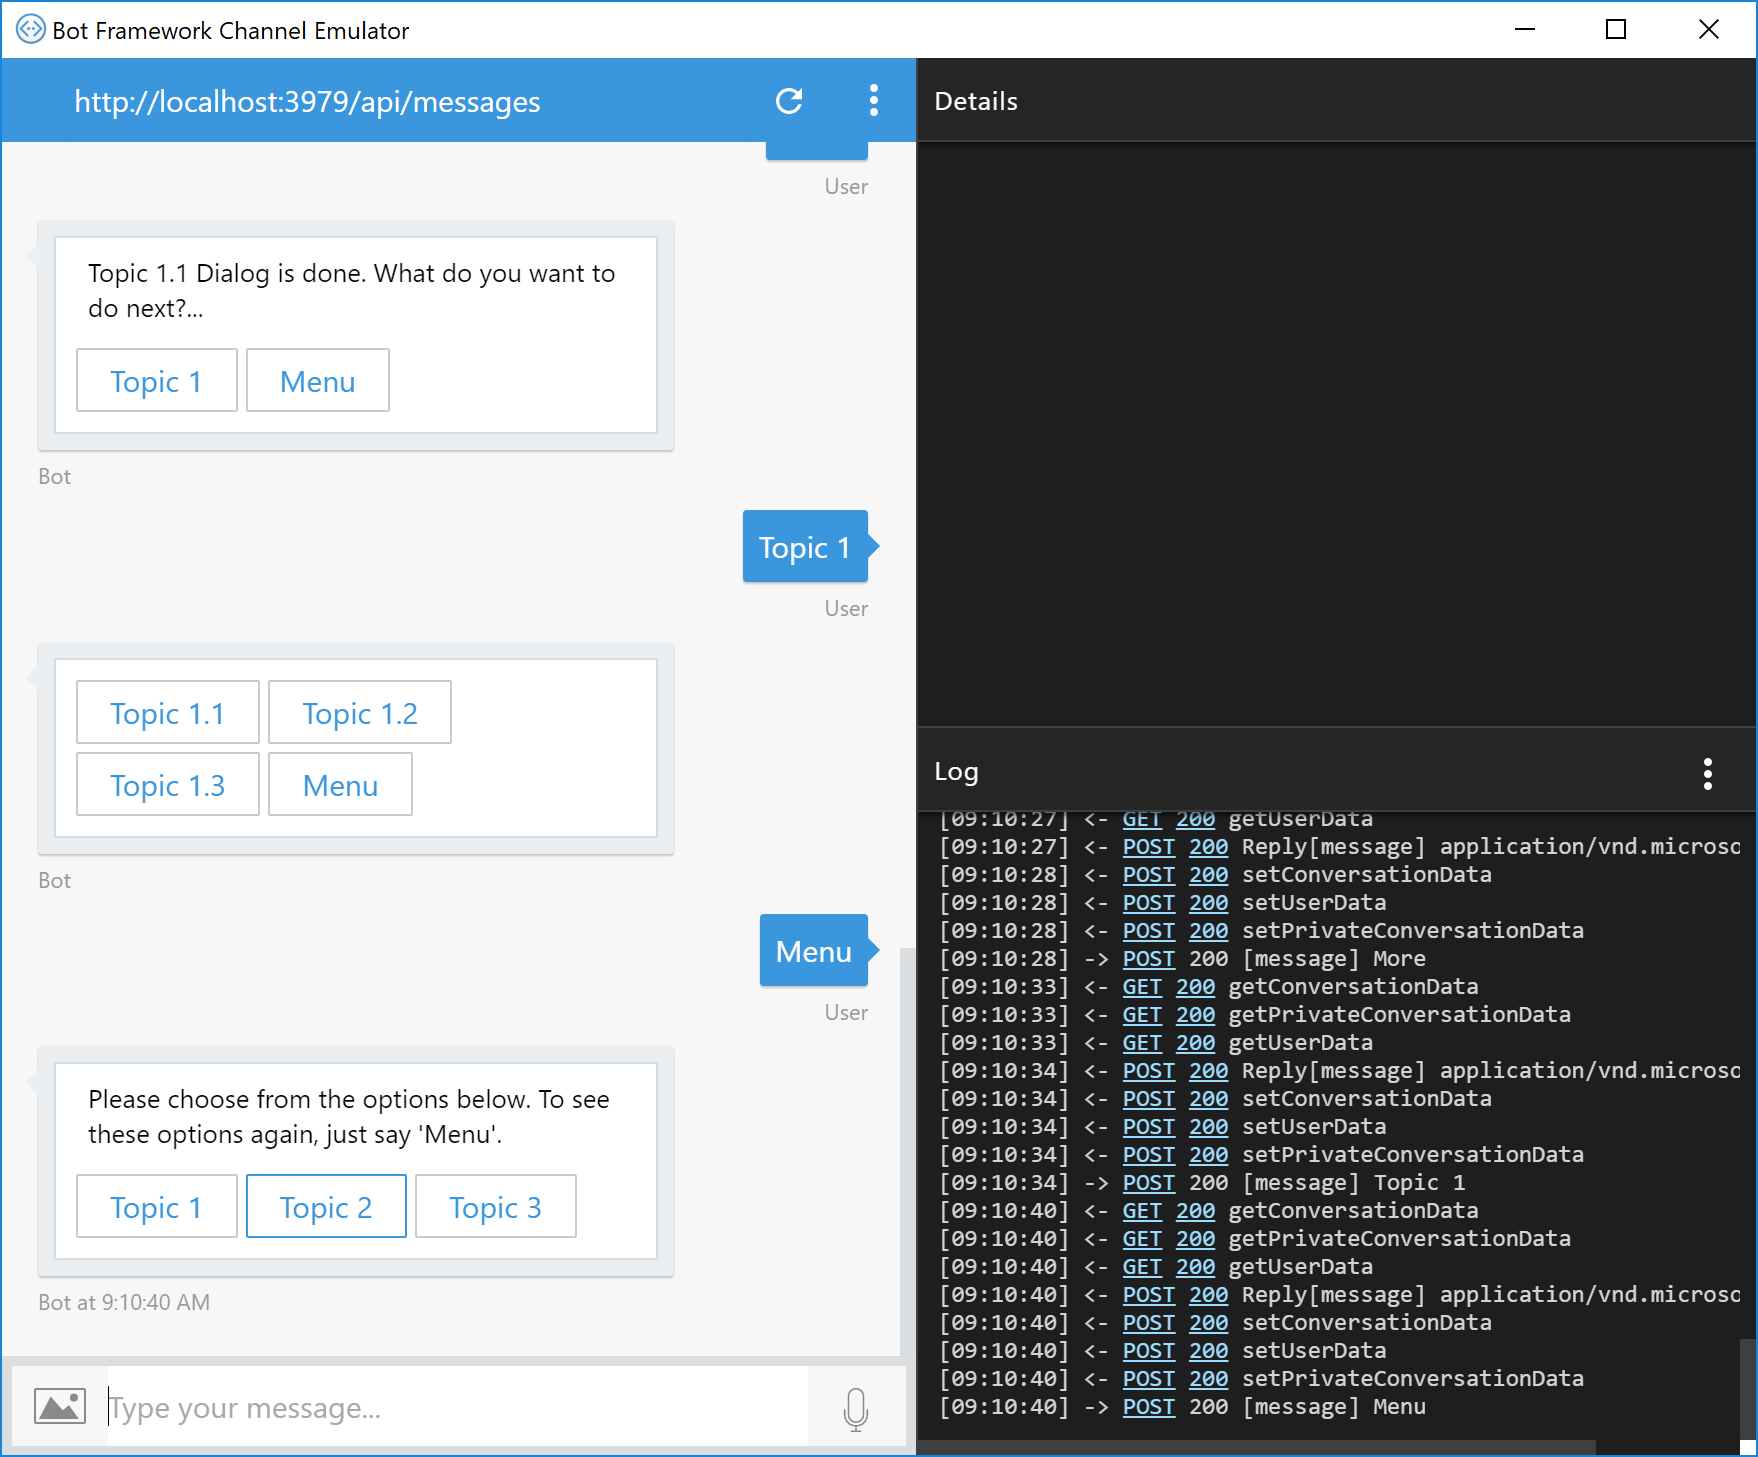 Bot Framework Channel Emulator
http://localhost:3979/api/messages
User
Topic 1.1 Dialog is done. What do you want to
do next?...
Topic 1
Menu
Bot
Topic 1
User
Topic 1.1
Topic 1.2
Topic 1.3
Menu
Bot
Menu
User
Please choose from the options below. To see
these options again, just say 'Menu'.
Topic 1
Topic 2
Topic 3
Bot at 9:10:40 AM
Type your message...
Details
Log
[09:10:27] <- GET 200 getUserData
[09:10:27] <- POST 200 Reply[message] application/vnd.microso
[09:10:28] <- POST 200 setConversationData
[09:10:28] <- POST 200 setUserData
[09:10:28] <- POST 200 setPrivateConversationData
[09:10:28] -> POST 200 [message] More
[09:10:33] <- GET 200 getConversationData
[09:10:33] <- GET 200 getPrivateConversationData
[09:10:33] <- GET 200 getUserData
[09:10:34] <- POST 200 Reply[message] application/vnd.microso
[09:10:34] <- POST 200 setConversationData
[09:10:34] <- POST 200 setUserData
[09:10:34] <- POST 200 setPrivateConversationData
[09:10:34] -> POST 200 [message] Topic 1
[09:10:40] <- GET 200 getConversationData
[09:10:40] <- GET 200 getPrivateConversationData
[09:10:40] <- GET 200 getUserData
[09:10:40] <- POST 200 Reply[message] application/vnd.microso
[09:10:40] <- POST 200 setConversationData
[09:10:40] <- POST 200 setUserData
[09:10:40] <- POST 200 setPrivateConversationData
[09:10:40] -> POST 200 [message] Menu